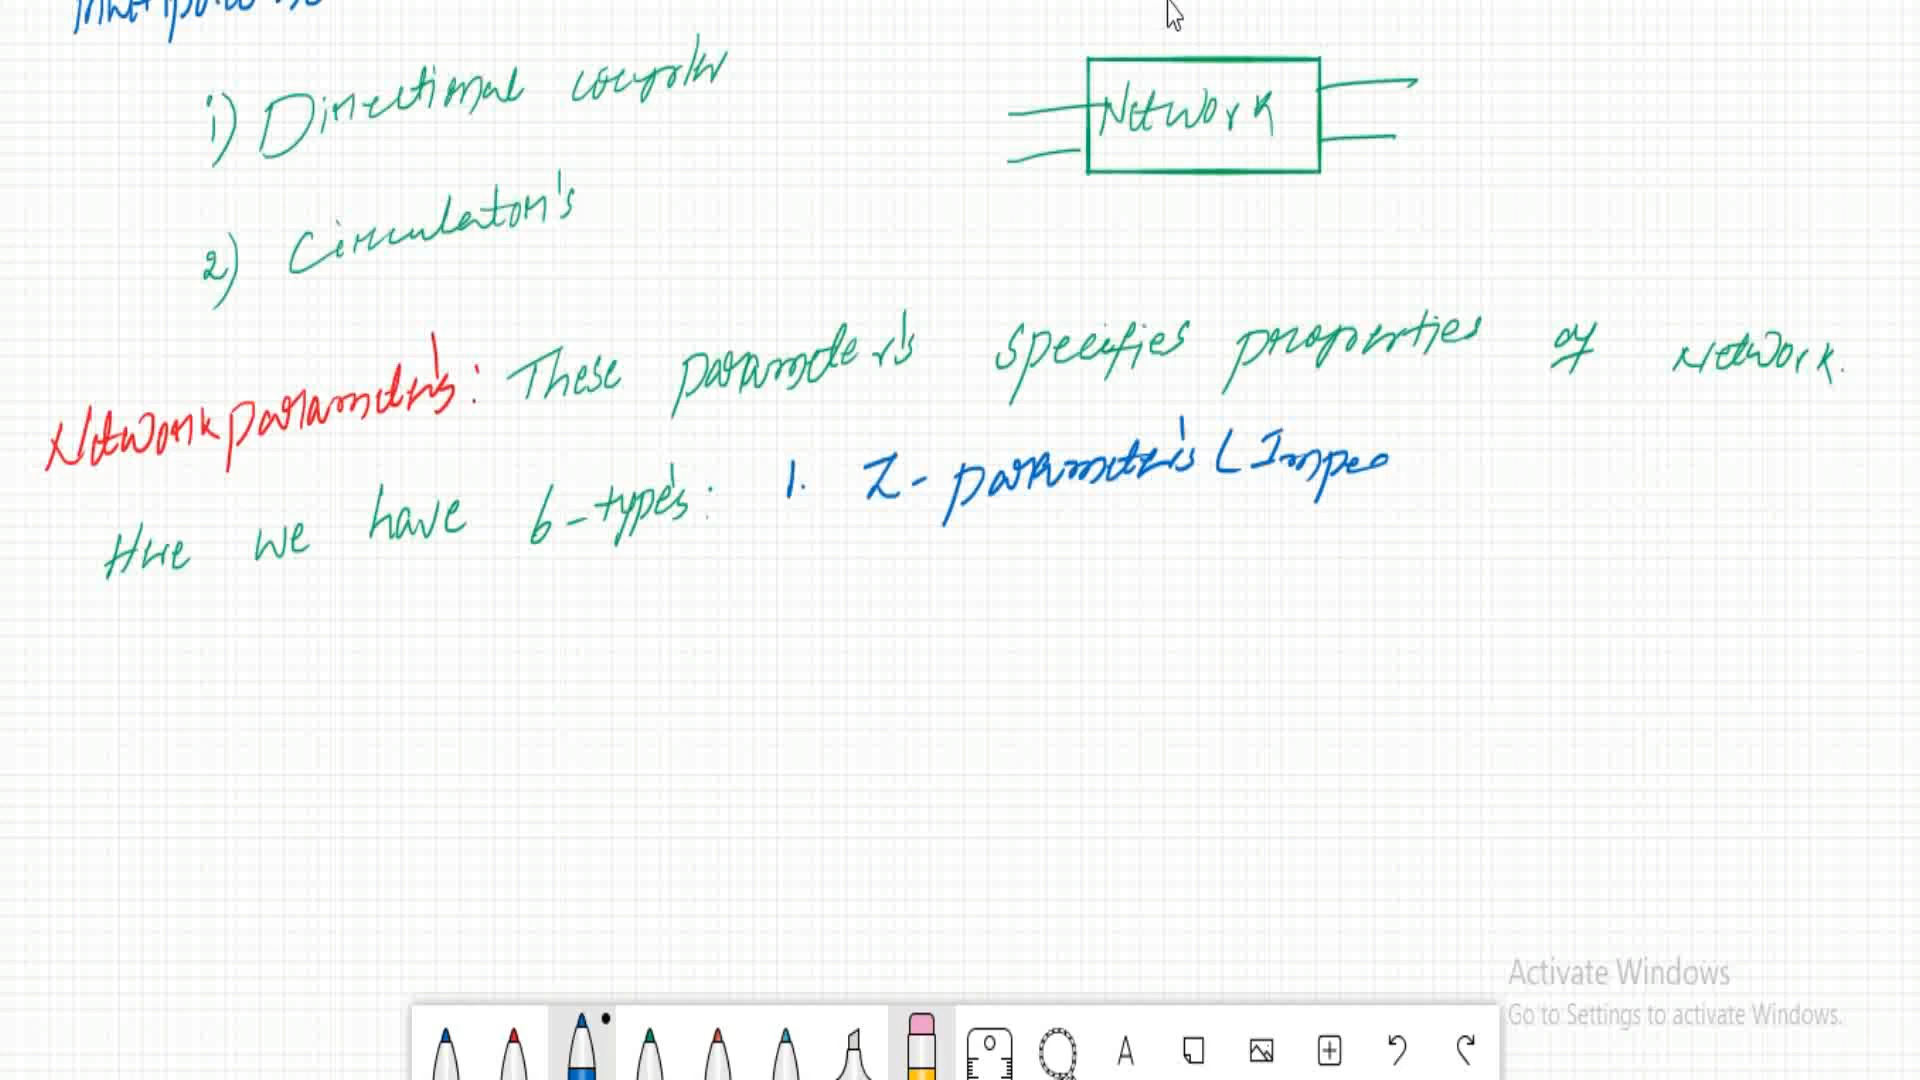 i) Directional coupler
Network
2) Circulator's
Network parameter's: These parameter's specifies properties of Network.
Here we have 6-type's: 1. Z- parameter's (Impe
Activate Windows
Go to Settings to activate Windows.